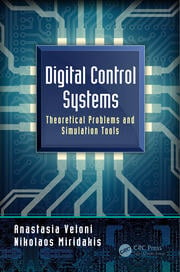 Digital Control
Systems
Theoretical Problems and
Simulation Tools
Anastasia Veloni
Nikolaos Miridakis
CRC Press